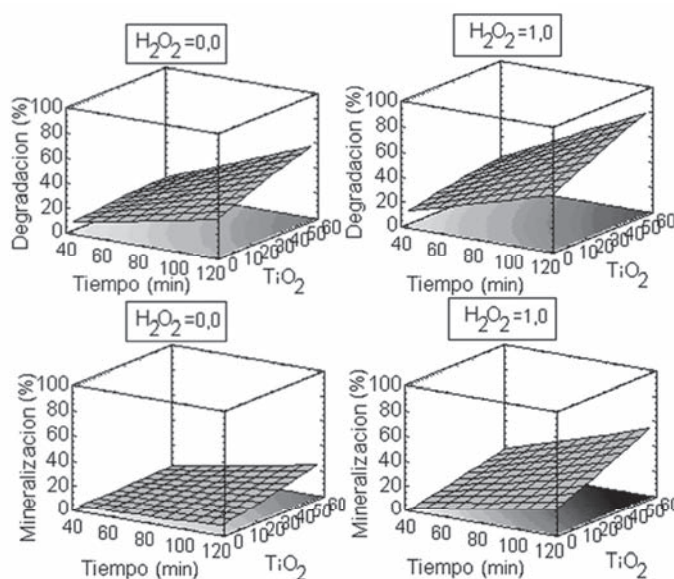 H2O2=0,0
H2O2=1,0
Degradacion (%)
100
80
60
40
20
0
40 60 80 100 120
Tiempo (min)
0 10 20 30 40 50 60
TiO2
Degradacion (%)
100
80
60
40
20
0
40 60 80 100 120
Tiempo (min)
0 10 20 30 40 50 60
TiO2
H2O2=0,0
H2O2=1,0
Mineralizacion (%)
100
80
60
40
20
0
40 60 80 100 120
Tiempo (min)
0 10 20 30 40 50 60
TiO2
Mineralizacion (%)
100
80
60
40
20
0
40 60 80 100 120
Tiempo (min)
0 10 20 30 40 50 60
TiO2